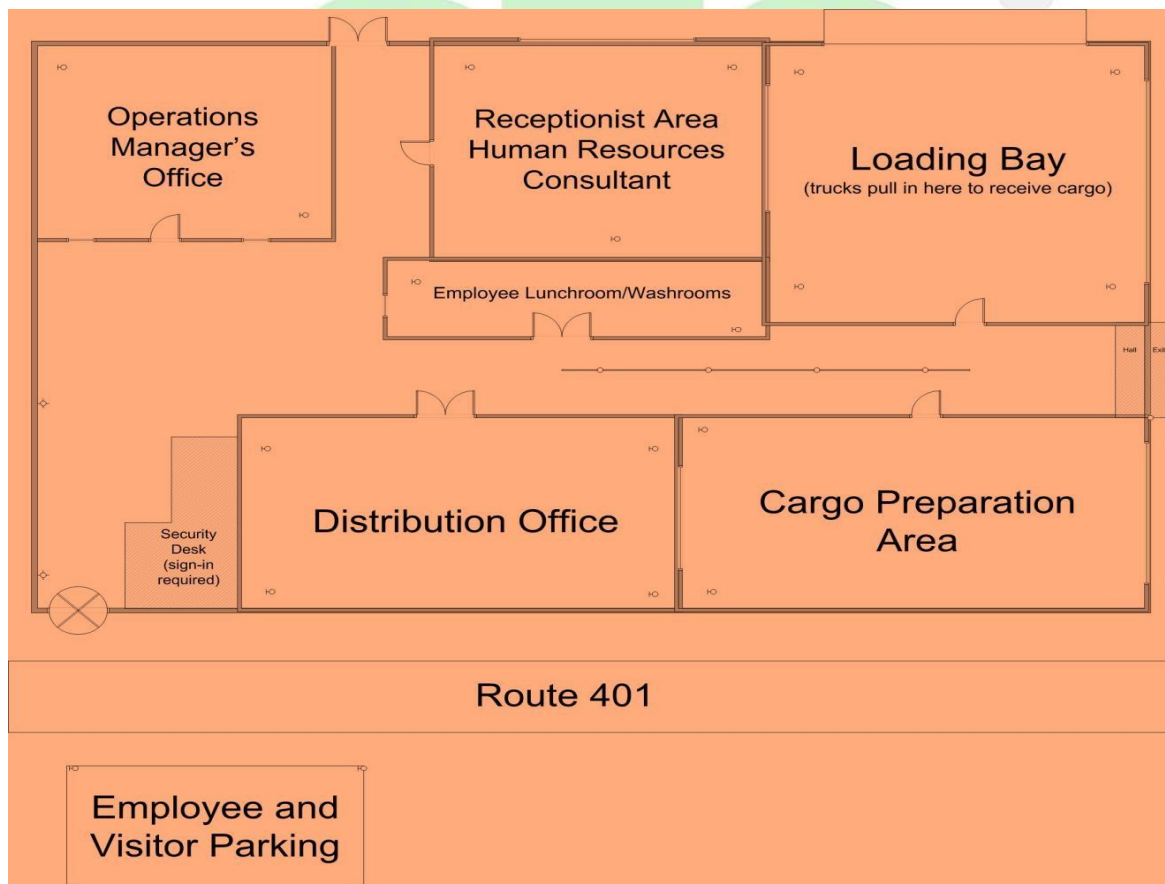 Operations
Manager's
Office
Receptionist Area
Human Resources
Consultant
Loading Bay
(trucks pull in here to receive cargo)
Employee Lunchroom/Washrooms
Hall
Exit
Security
Desk
(sign-in
required)
Distribution Office
Cargo Preparation
Area
Route 401
Employee and
Visitor Parking